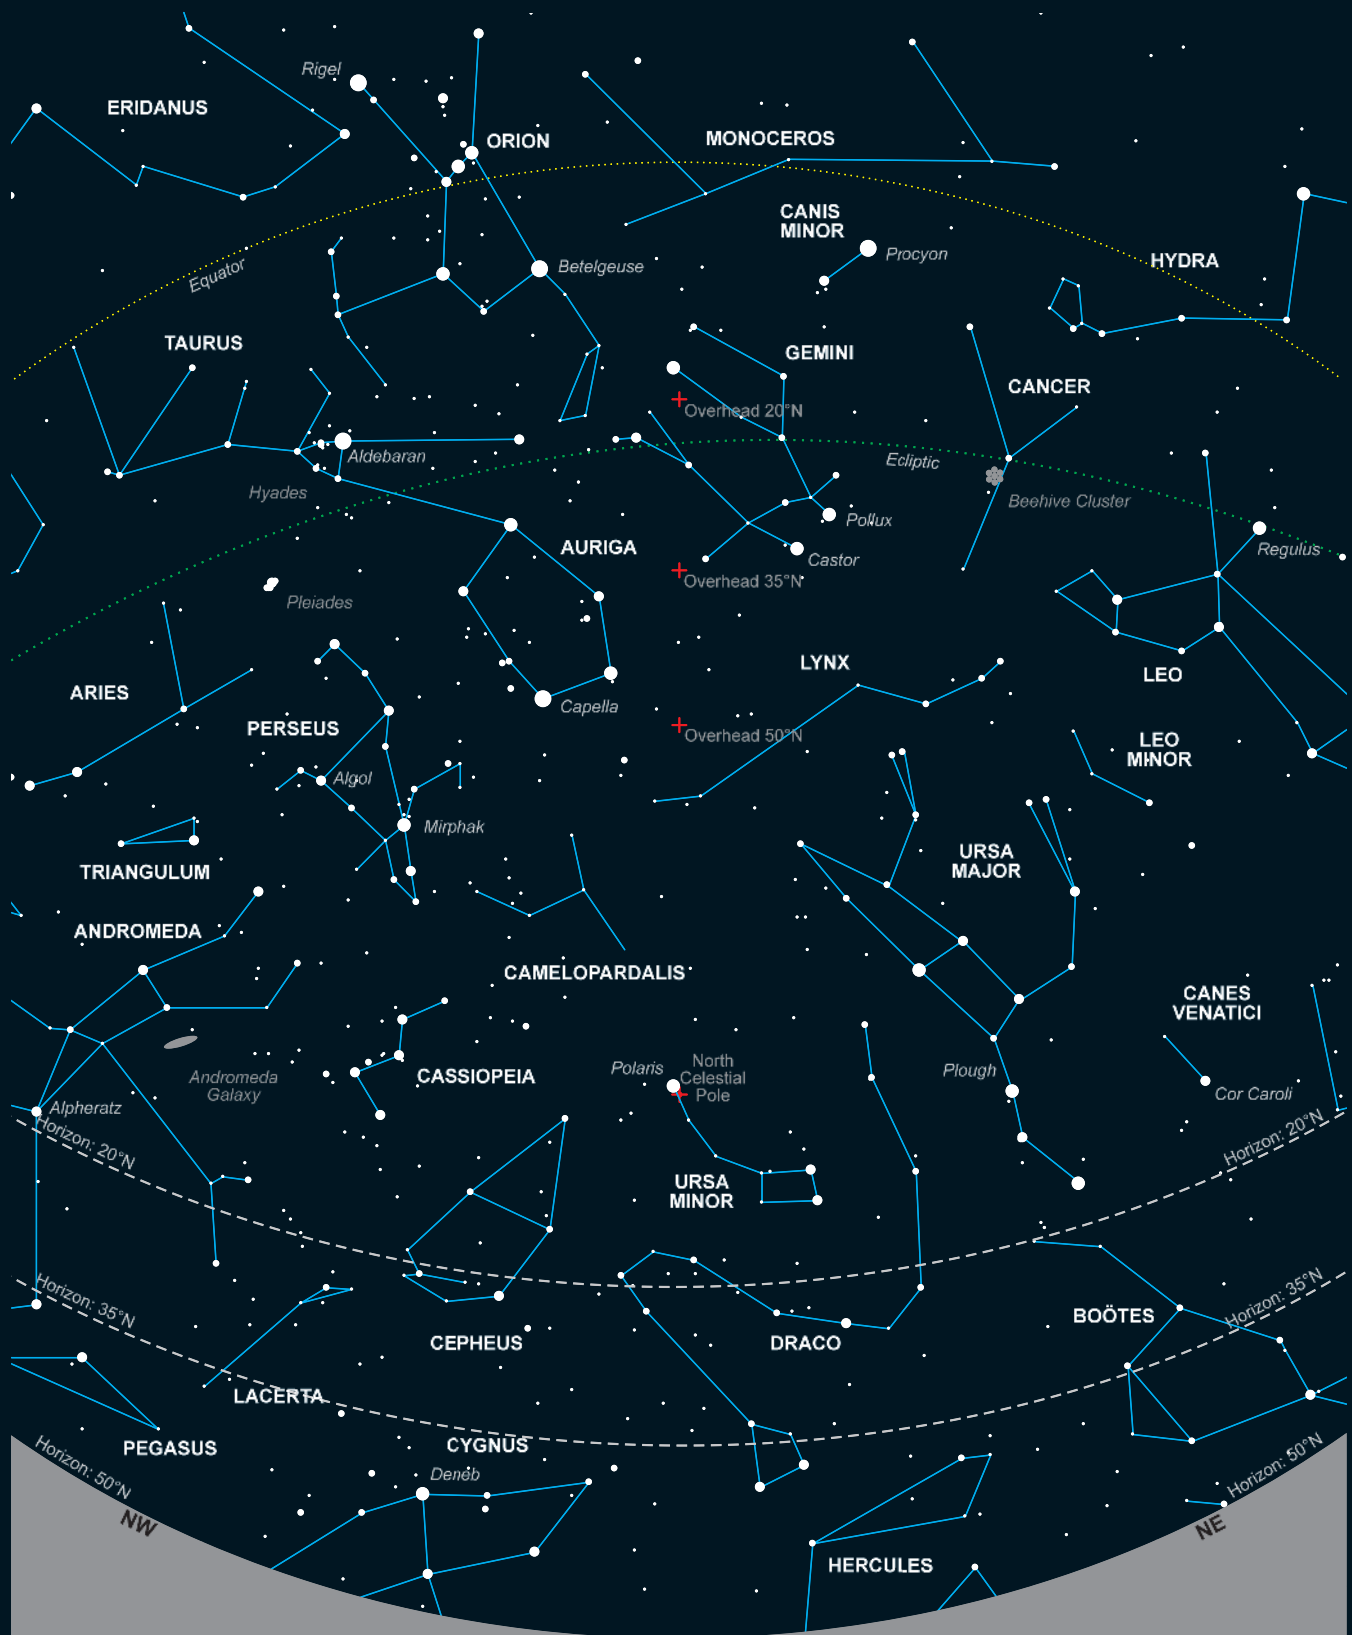 Rigel
ERIDANUS
ORION
MONOCEROS
CANIS
MINOR
Procyon
Betelgeuse
HYDRA
Equator
TAURUS
GEMINI
CANCER
Overhead 20°N
Aldebaran
Ecliptic
Hyades
Beehive Cluster
Pollux
AURIGA
Regulus
Castor
Overhead 35°N
Pleiades
LYNX
LEO
ARIES
Capella
PERSEUS
Overhead 50°N
LEO
MINOR
Algol
Mirphak
URSA
MAJOR
TRIANGULUM
ANDROMEDA
CAMELOPARDALIS
CANES
VENATICI
Polaris
North
Celestial
Pole
CASSIOPEIA
Plough
Andromeda
Galaxy
Cor Caroli
Alpheratz
Horizon: 20°N
Horizon: 20°N
URSA
MINOR
Horizon: 35°N
Horizon: 35°N
BOÖTES
CEPHEUS
DRACO
LACERTA
PEGASUS
CYGNUS
Deneb
Horizon: 50°N
Horizon: 50°N
NW
NE
HERCULES